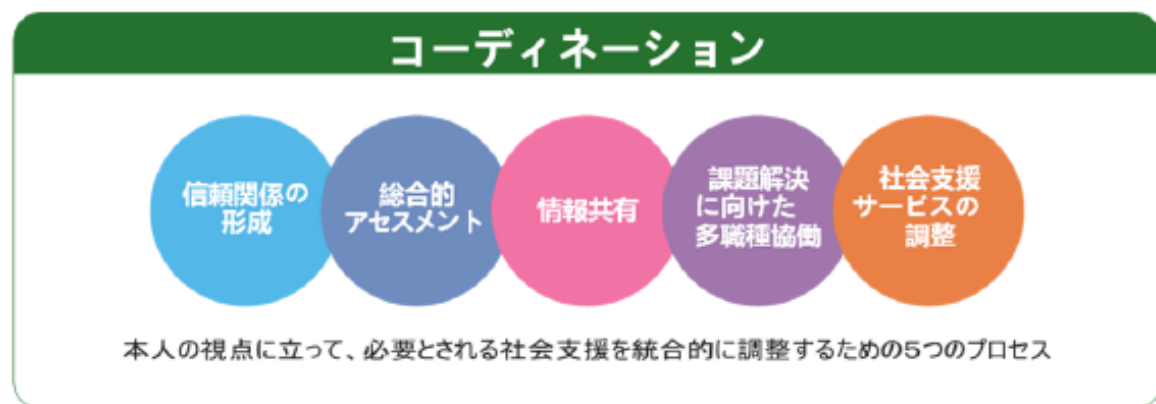 コーディネーション
信頼関係の
形成
総合的
アセスメント
情報共有
課題解決
に向けた
多職種協働
社会支援
サービスの
調整
本人の視点に立って、必要とされる社会支援を統合的に調整するための5つのプロセス